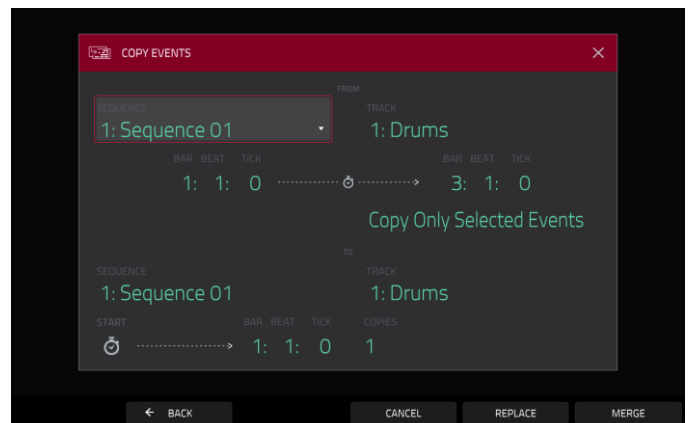 COPY EVENTS
FROM
SEQUENCE TRACK
1: Sequence 01 1: Drums
BAR BEAT TICK BAR BEAT TICK
1: 1: 0 3: 1: 0
Copy Only Selected Events
TO
SEQUENCE TRACK
1: Sequence 01 1: Drums
START BAR BEAT TICK COPIES
1: 1: 0 1
BACK CANCEL REPLACE MERGE